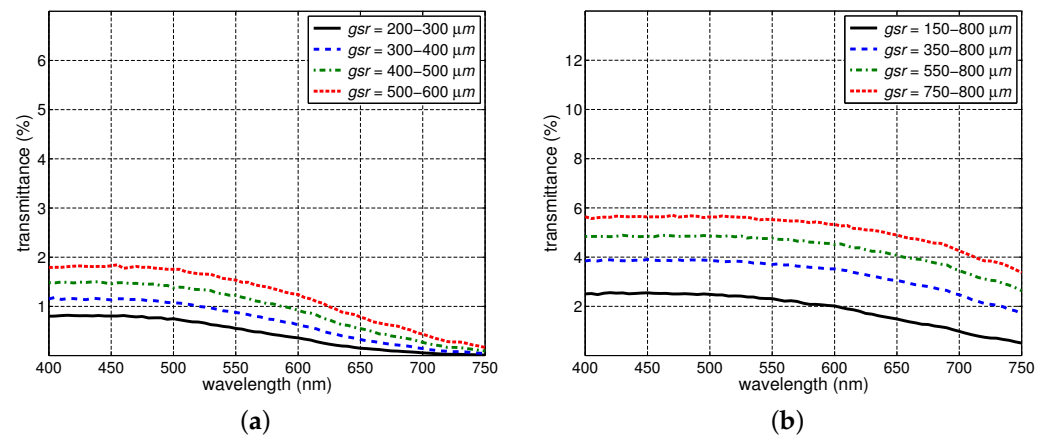 gsr = 200−300 μm
gsr = 300−400 μm
gsr = 400−500 μm
gsr = 500−600 μm
transmittance (%)
6
5
4
3
2
1
400 450 500 550 600 650 700 750
wavelength (nm)
(a)
gsr = 150−800 μm
gsr = 350−800 μm
gsr = 550−800 μm
gsr = 750−800 μm
transmittance (%)
12
10
8
6
4
2
400 450 500 550 600 650 700 750
wavelength (nm)
(b)